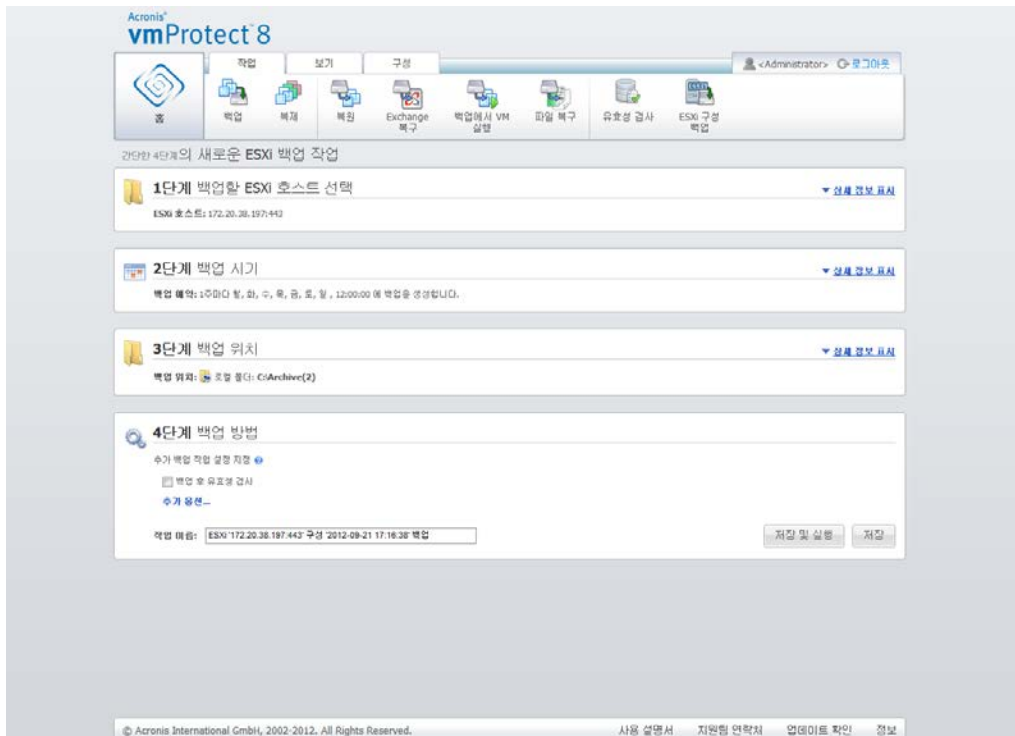 Acronis®
vmProtect™ 8
작업 보기 구성
<Administrator> 로그아웃
홈
백업 복제 복원 Exchange 복구 백업에서 VM 실행 파일 복구 유효성 검사 ESXi 구성 백업
간단한 4단계의 새로운 ESXi 백업 작업
1단계 백업할 ESXi 호스트 선택
상세 정보 표시
ESXi 호스트: 172.20.38.197:443
2단계 백업 시기
상세 정보 표시
백업 예약: 1주마다 월, 화, 수, 목, 금, 토, 일 , 12:00:00 에 백업을 생성합니다.
3단계 백업 위치
상세 정보 표시
백업 위치: 로컬 폴더: C:\Archive(2)
4단계 백업 방법
추가 백업 작업 설정 지정
백업 후 유효성 검사
추가 옵션...
작업 이름: ESXi '172.20.38.197:443' 구성 '2012-09-21 17:16:38' 백업
저장 및 실행 저장
© Acronis International GmbH, 2002-2012. All Rights Reserved.
사용 설명서 지원팀 연락처 업데이트 확인 정보